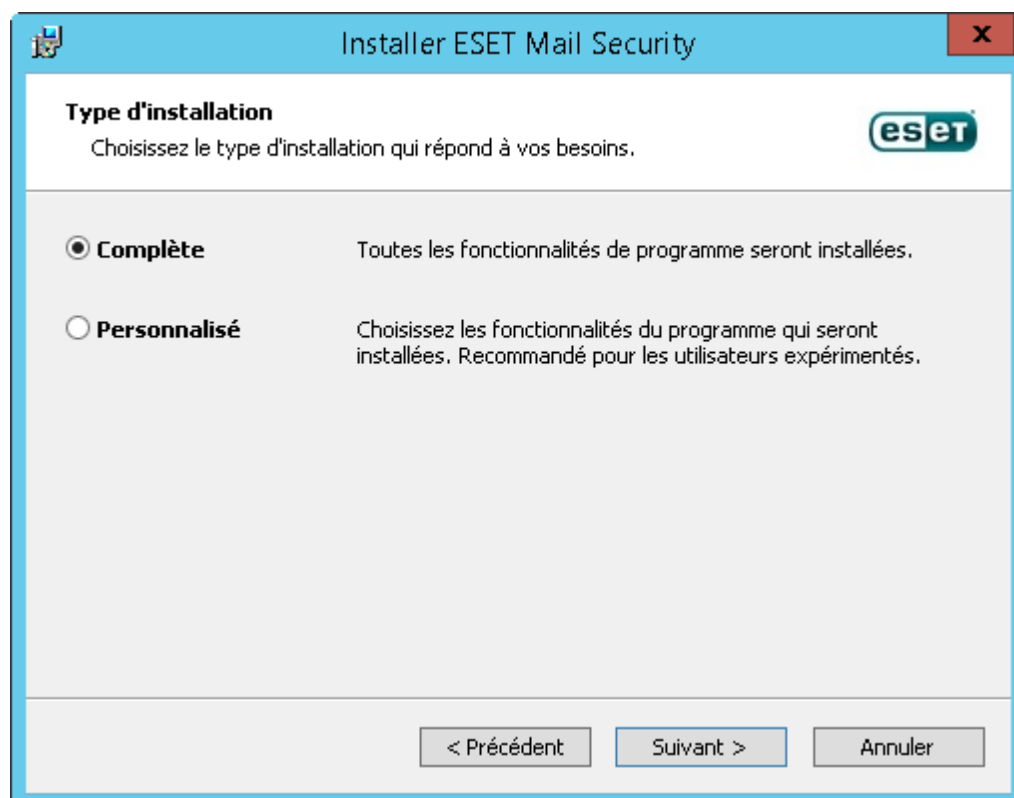 Installer ESET Mail Security
x
Type d'installation
Choisissez le type d'installation qui répond à vos besoins.
eseT
Complète
Toutes les fonctionnalités de programme seront installées.
Personnalisé
Choisissez les fonctionnalités du programme qui seront
installées. Recommandé pour les utilisateurs expérimentés.
< Précédent
Suivant >
Annuler